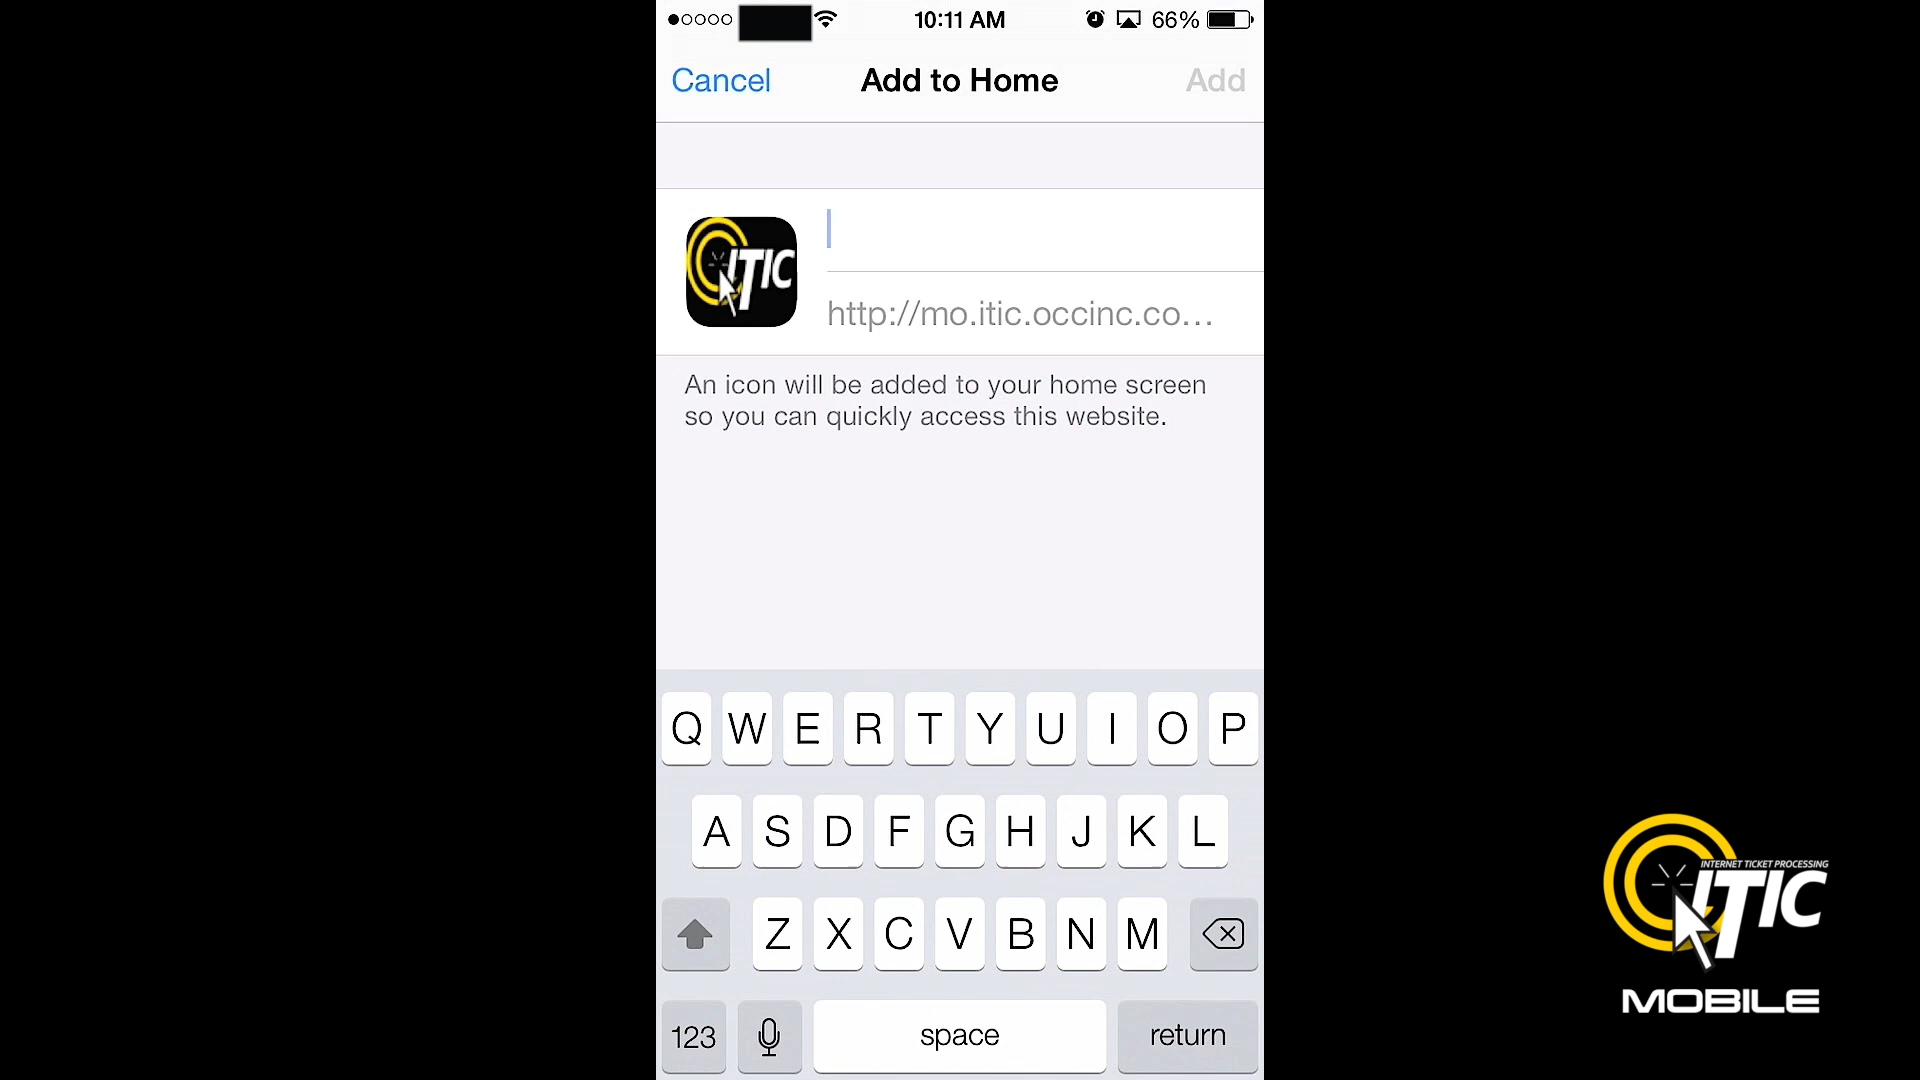 10:11 AM
66%
Cancel
Add to Home
Add
ITIC
http://mo.itic.occinc.co...
An icon will be added to your home screen
so you can quickly access this website.
Q W E R T Y U I O P
A S D F G H J K L
Z X C V B N M
123
space
return
INTERNET TICKET PROCESSING
ITIC
MOBILE